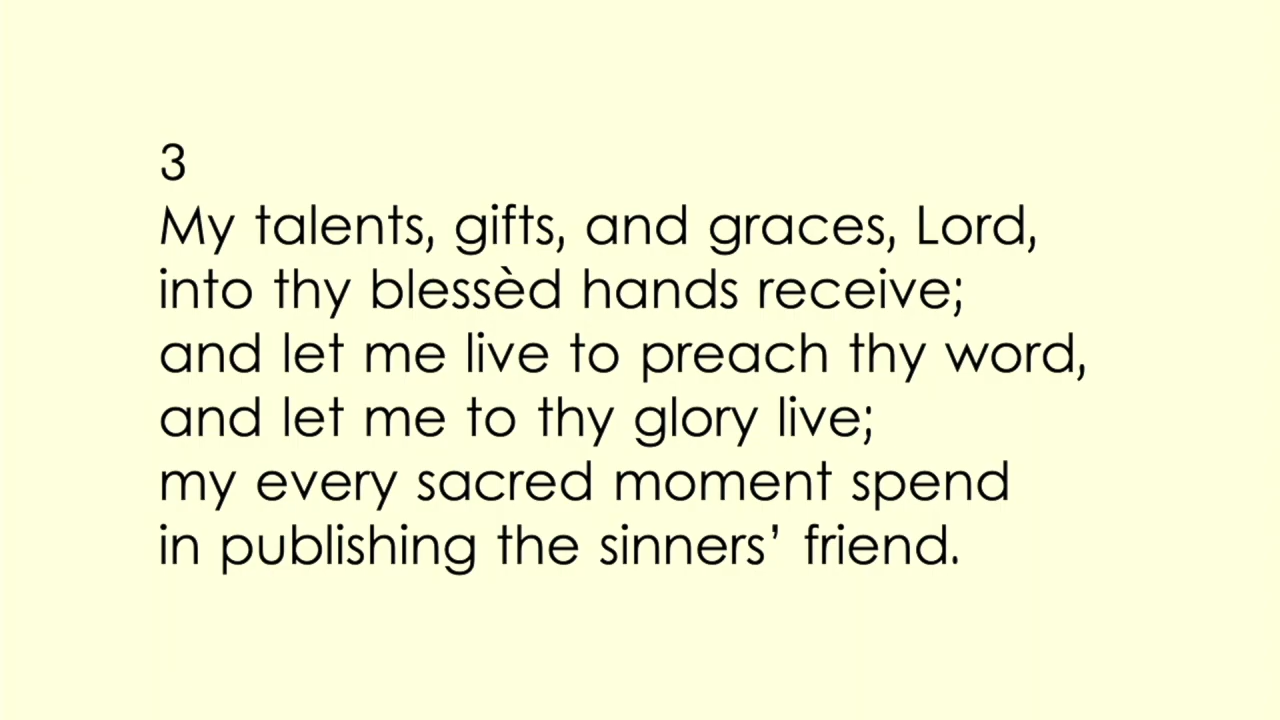 3
My talents, gifts, and graces, Lord,
into thy blessèd hands receive;
and let me live to preach thy word,
and let me to thy glory live;
my every sacred moment spend
in publishing the sinners’ friend.